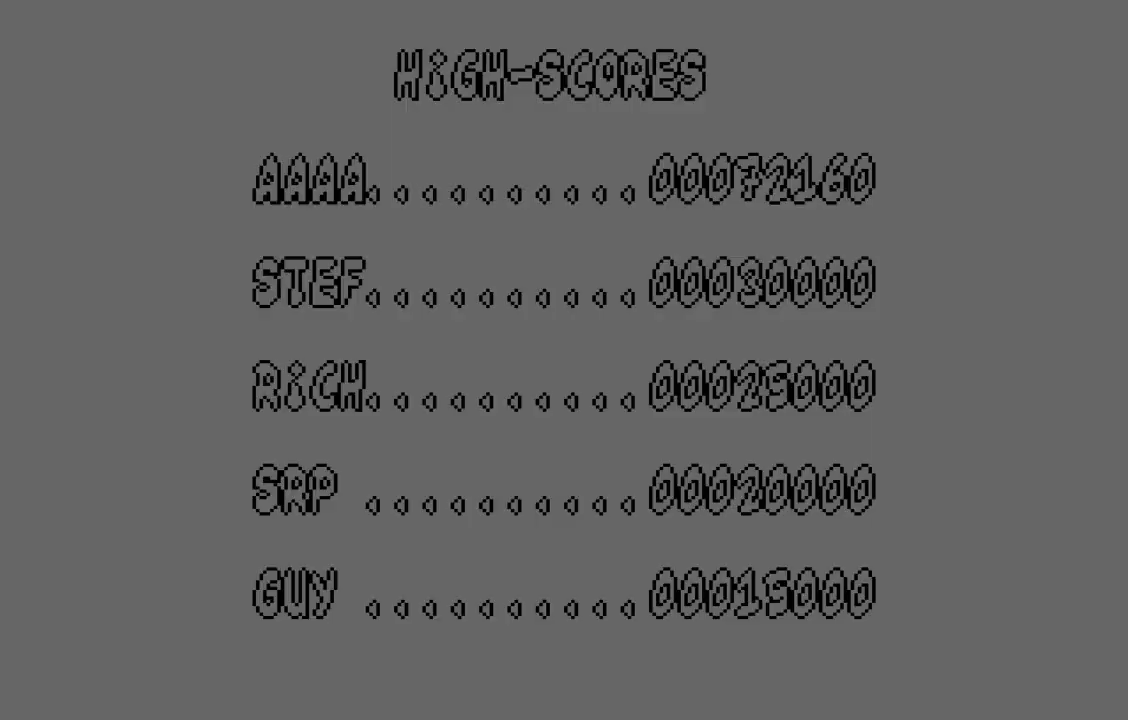 HiGH-SCORES
AAAA..........00072160
STEF..........00030000
RiCH..........00025000
SRP ..........00020000
GUY ..........00015000